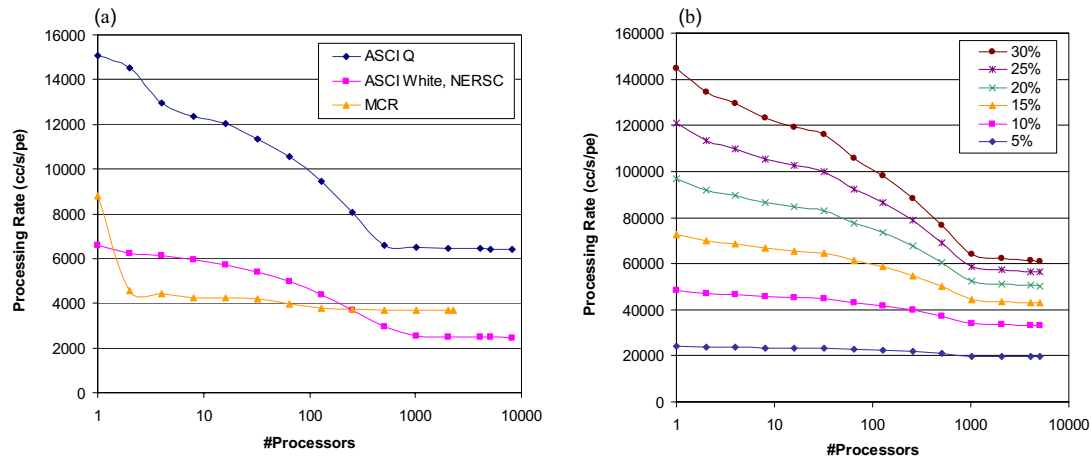 (a)
16000
14000
12000
10000
8000
6000
4000
2000
0
Processing Rate (cc/s/pe)
1 10 100 1000 10000
#Processors
ASCI Q
ASCI White, NERSC
MCR
(b)
160000
140000
120000
100000
80000
60000
40000
20000
0
Processing Rate (cc/s/pe)
1 10 100 1000 10000
#Processors
30%
25%
20%
15%
10%
5%